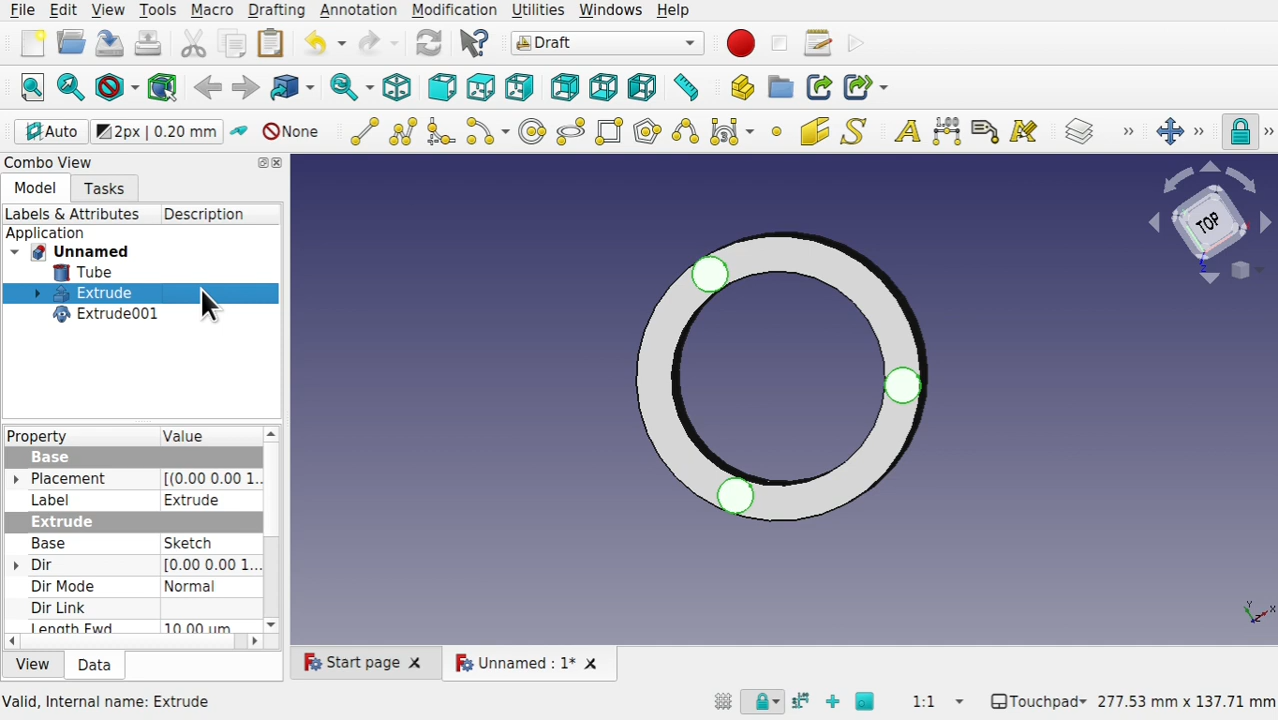 File Edit View Tools Macro Drafting Annotation Modification Utilities Windows Help
Draft
Auto 2px | 0.20 mm None
Combo View
Model Tasks
Labels & Attributes Description
Application
Unnamed
Tube
Extrude
Extrude001
Property Value
Base
Placement [(0.00 0.00 1...
Label Extrude
Extrude
Base Sketch
Dir [0.00 0.00 1...
Dir Mode Normal
Dir Link
Length Fwd 10.00 um
View Data
TOP
Z
Y
X
Z
Start page Unnamed : 1*
Valid, Internal name: Extrude 1:1 Touchpad 277.53 mm x 137.71 mm